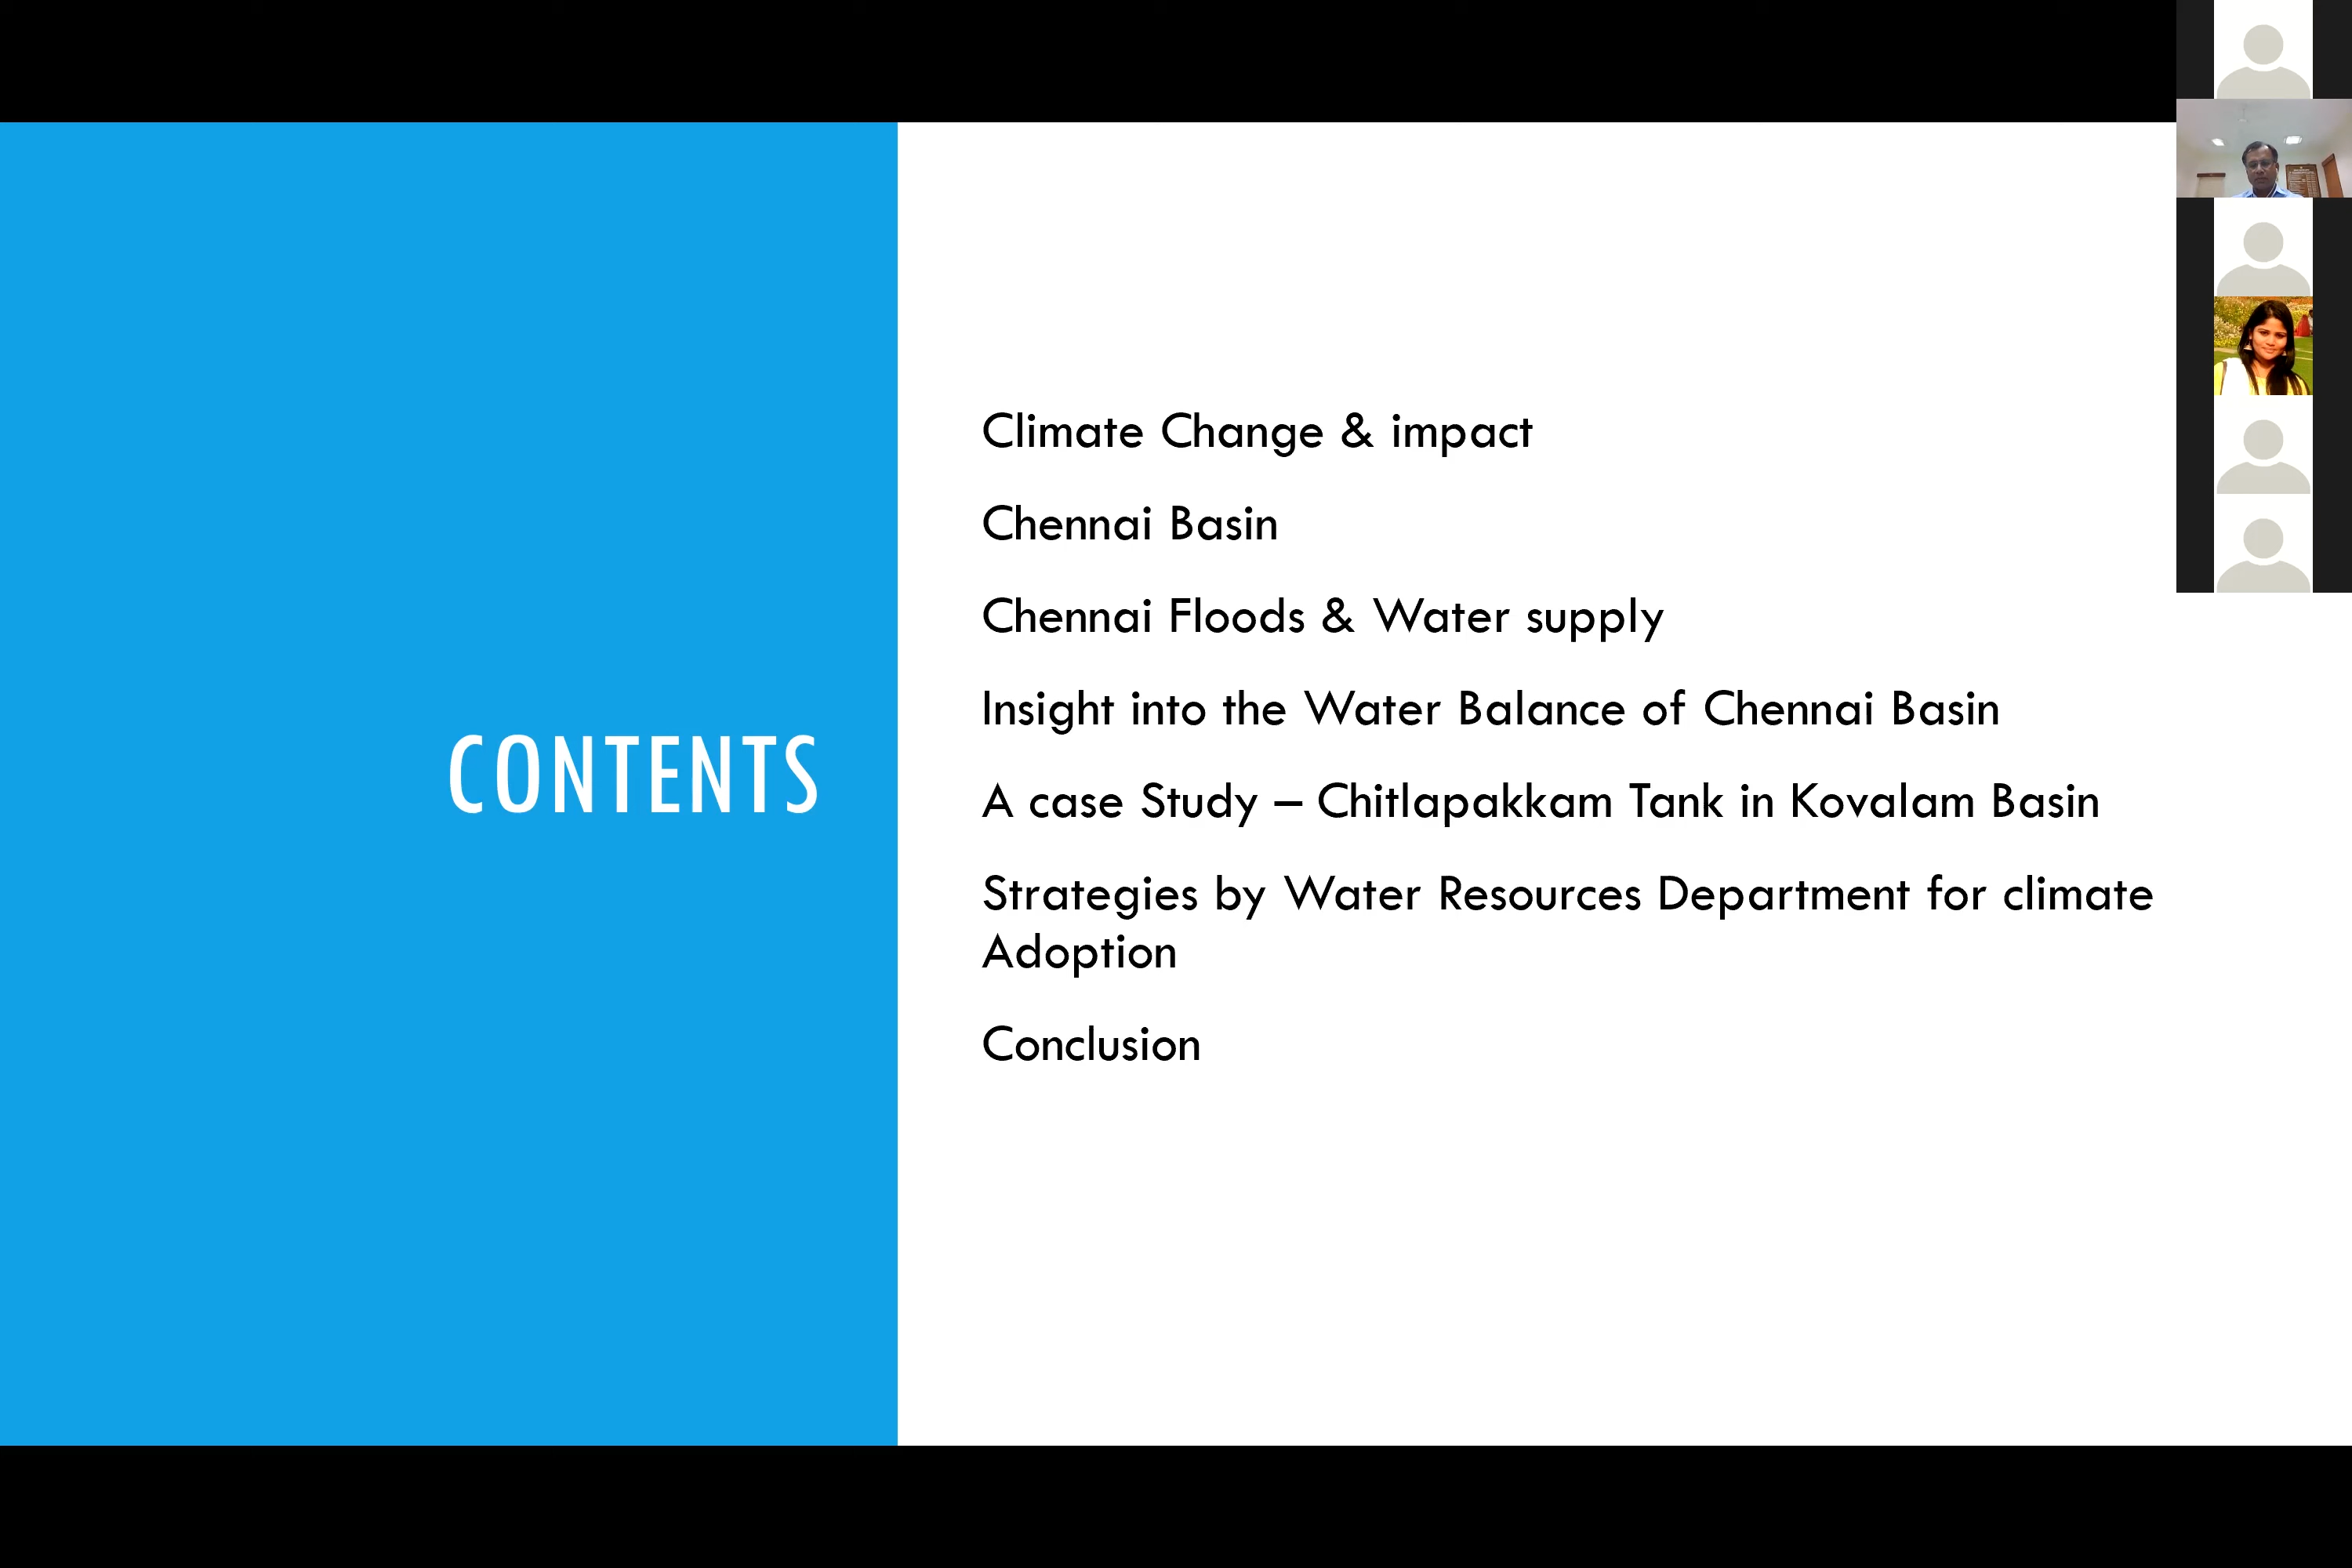 CONTENTS
Climate Change & impact
Chennai Basin
Chennai Floods & Water supply
Insight into the Water Balance of Chennai Basin
A case Study – Chitlapakkam Tank in Kovalam Basin
Strategies by Water Resources Department for climate
Adoption
Conclusion